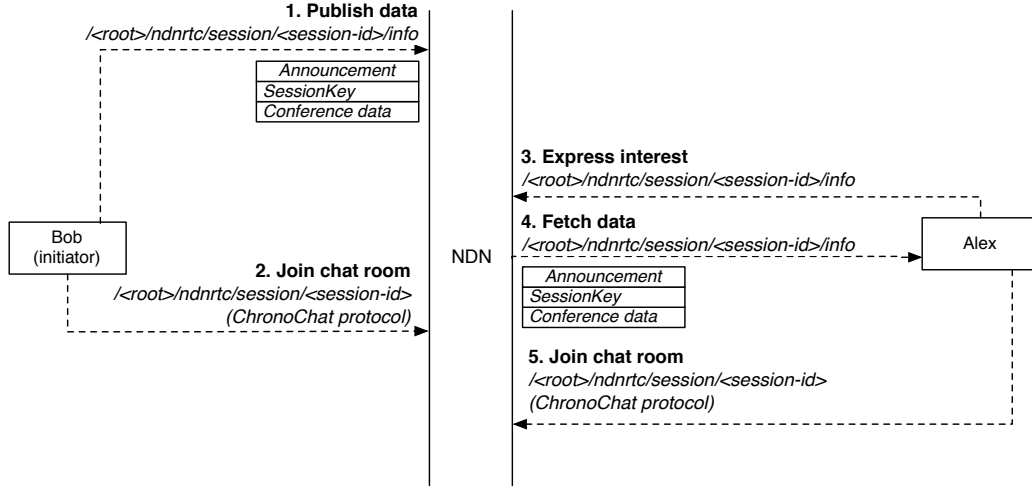 1. Publish data
/<root>/ndnrtc/session/<session-id>/info
Announcement
SessionKey
Conference data
3. Express interest
/<root>/ndnrtc/session/<session-id>/info
Bob
(initiator)
4. Fetch data
/<root>/ndnrtc/session/<session-id>/info
Alex
NDN
2. Join chat room
/<root>/ndnrtc/session/<session-id>
(ChronoChat protocol)
Announcement
SessionKey
Conference data
5. Join chat room
/<root>/ndnrtc/session/<session-id>
(ChronoChat protocol)